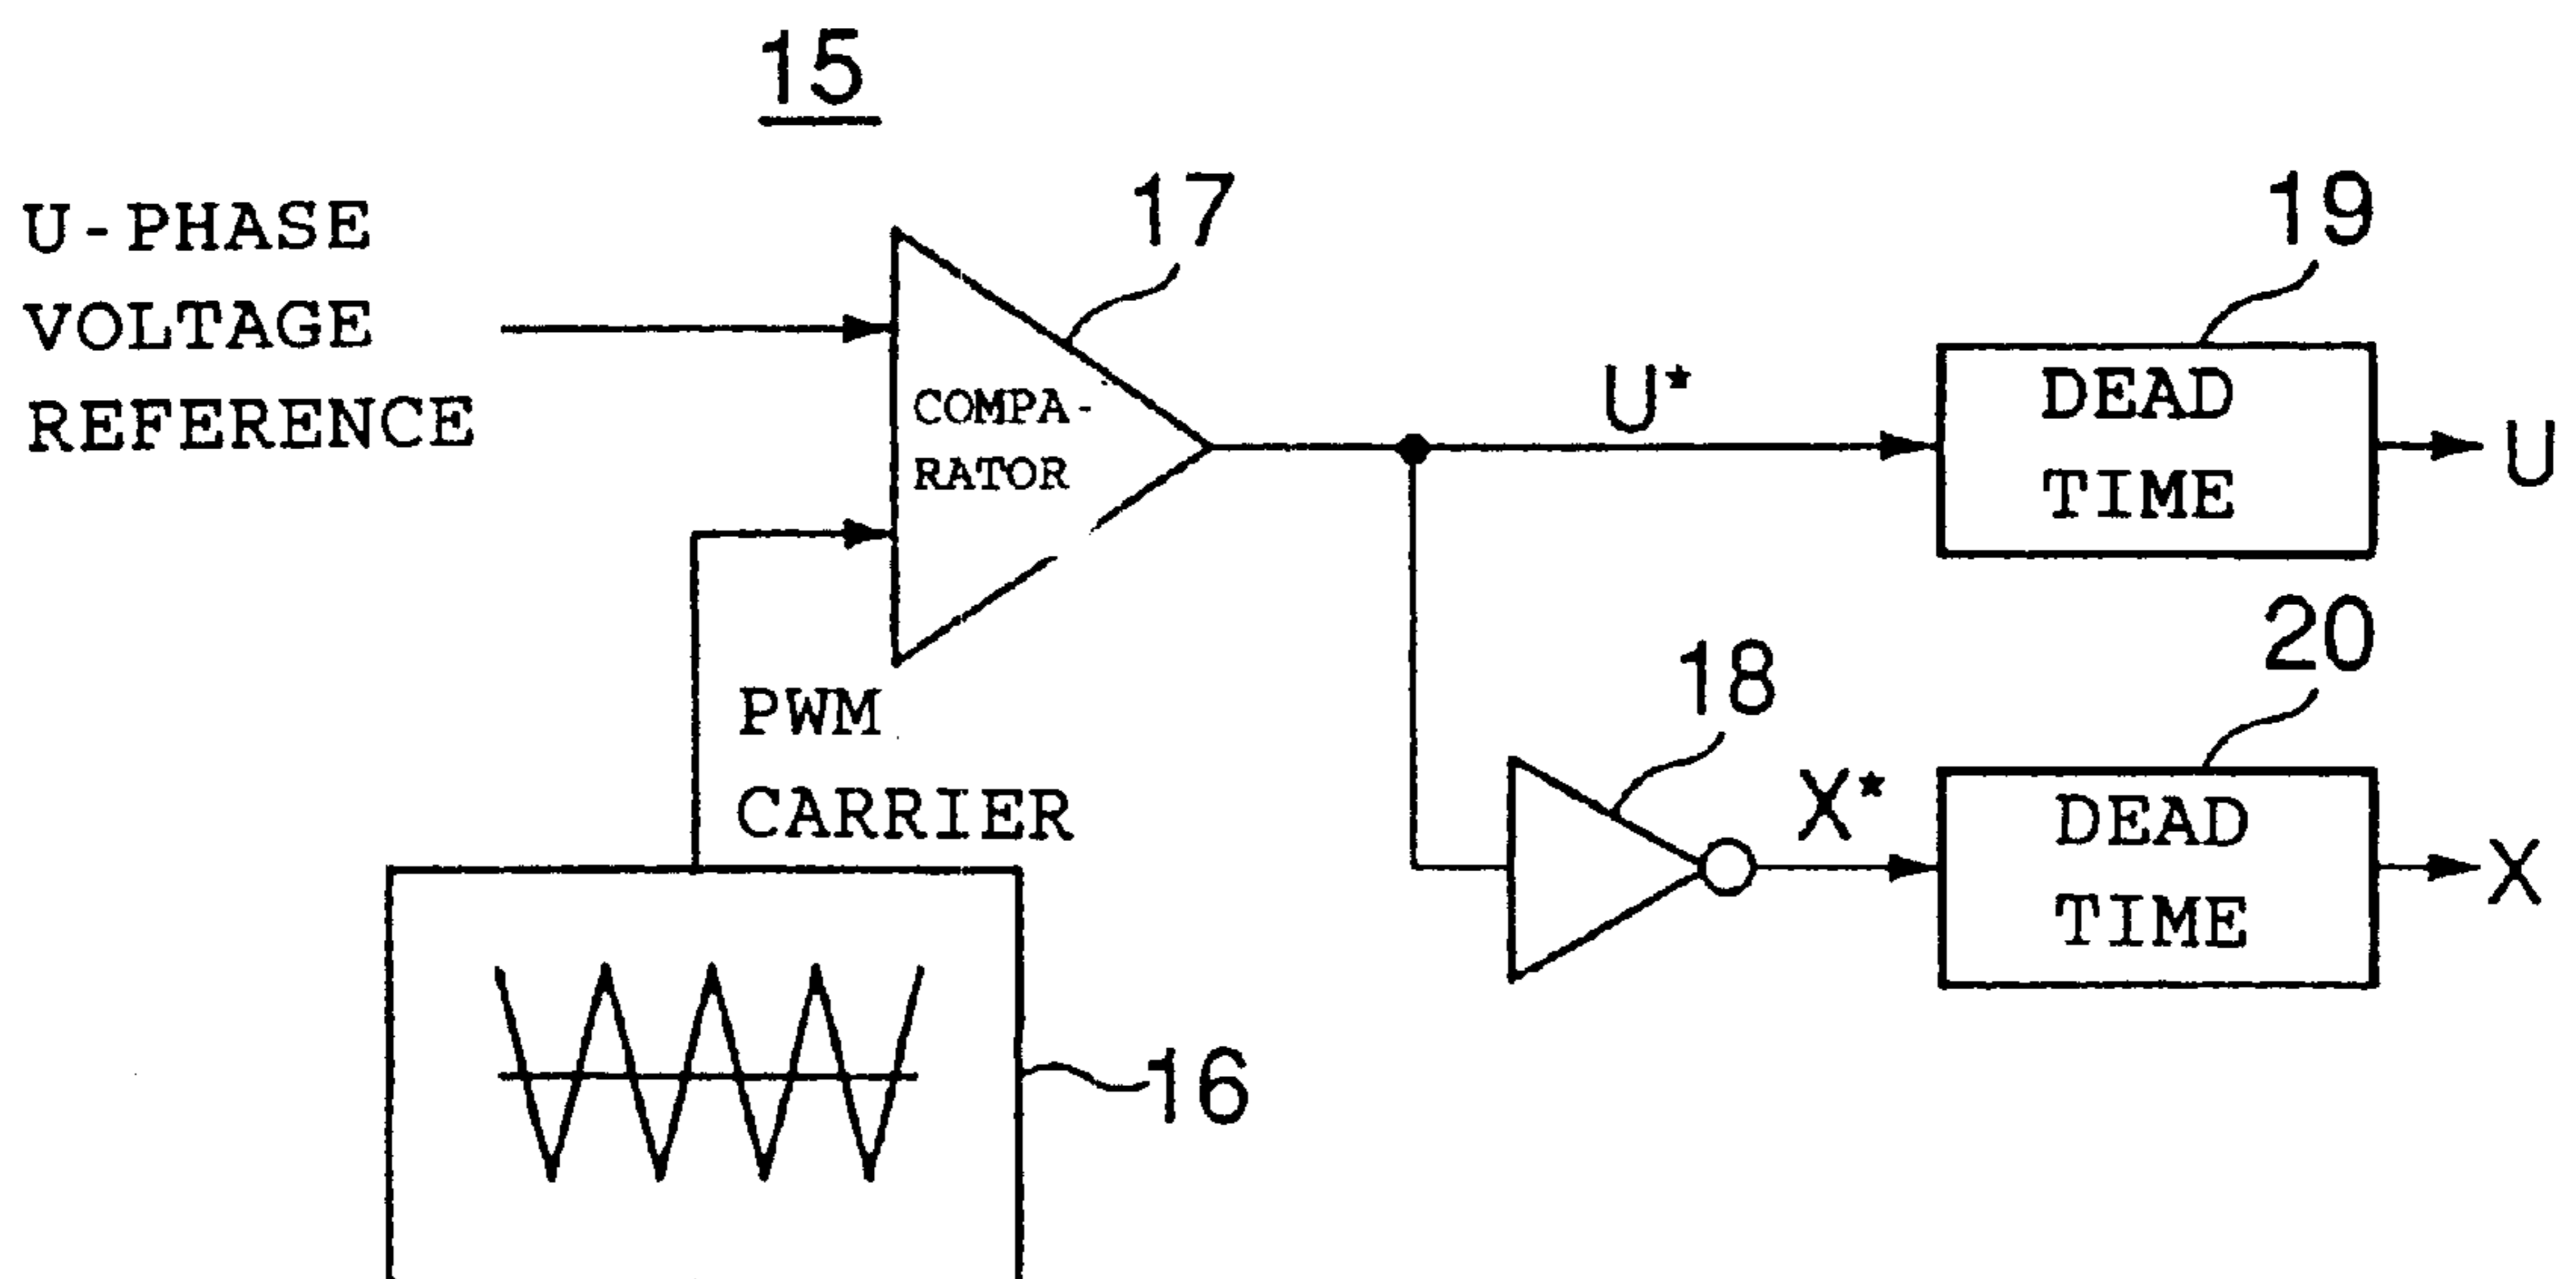 15
U-PHASE
VOLTAGE
REFERENCE
17
COMPA-
RATOR
U*
19
DEAD
TIME
U
PWM
CARRIER
18
X*
20
DEAD
TIME
X
16